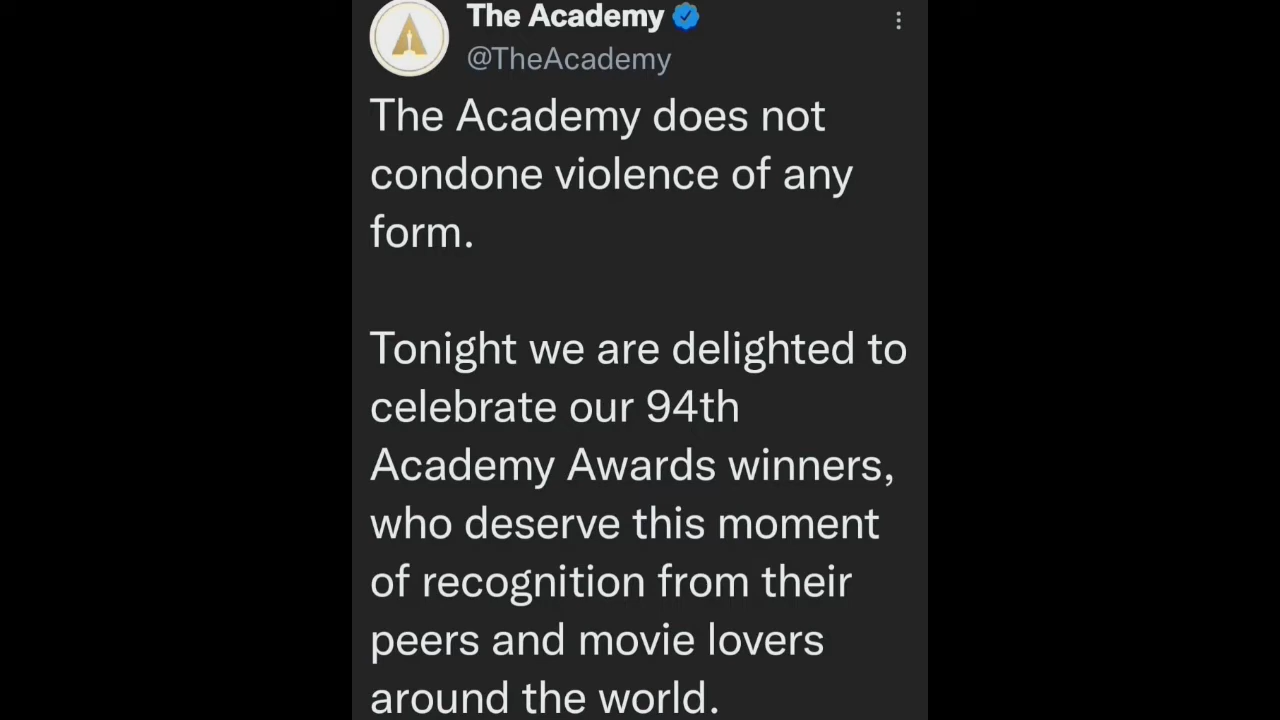 The Academy
@TheAcademy
The Academy does not
condone violence of any
form.
Tonight we are delighted to
celebrate our 94th
Academy Awards winners,
who deserve this moment
of recognition from their
peers and movie lovers
around the world.